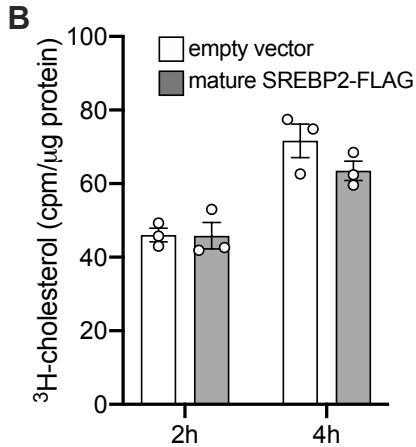 B
empty vector
mature SREBP2-FLAG
³H-cholesterol (cpm/µg protein)
100
80
60
40
20
0
2h
4h